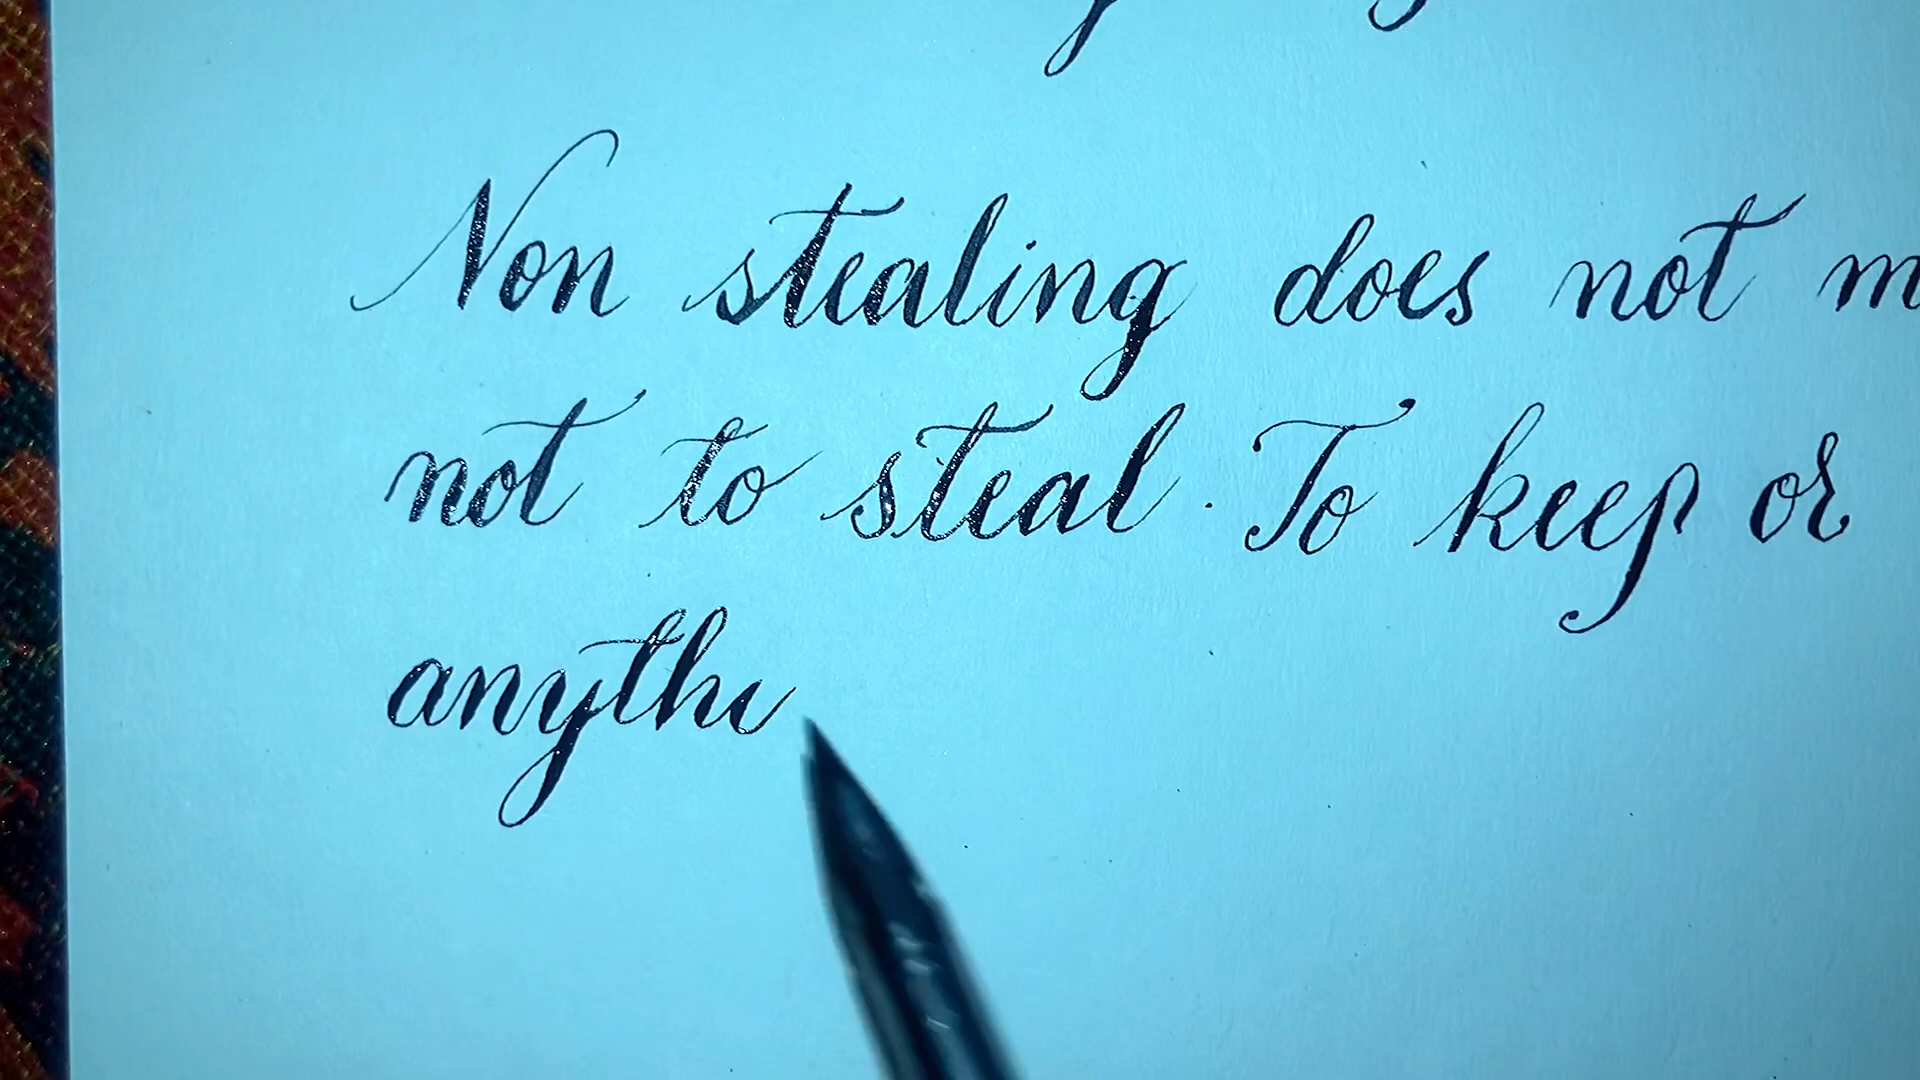 Non stealing does not m
not to steal. To keep or
anythi